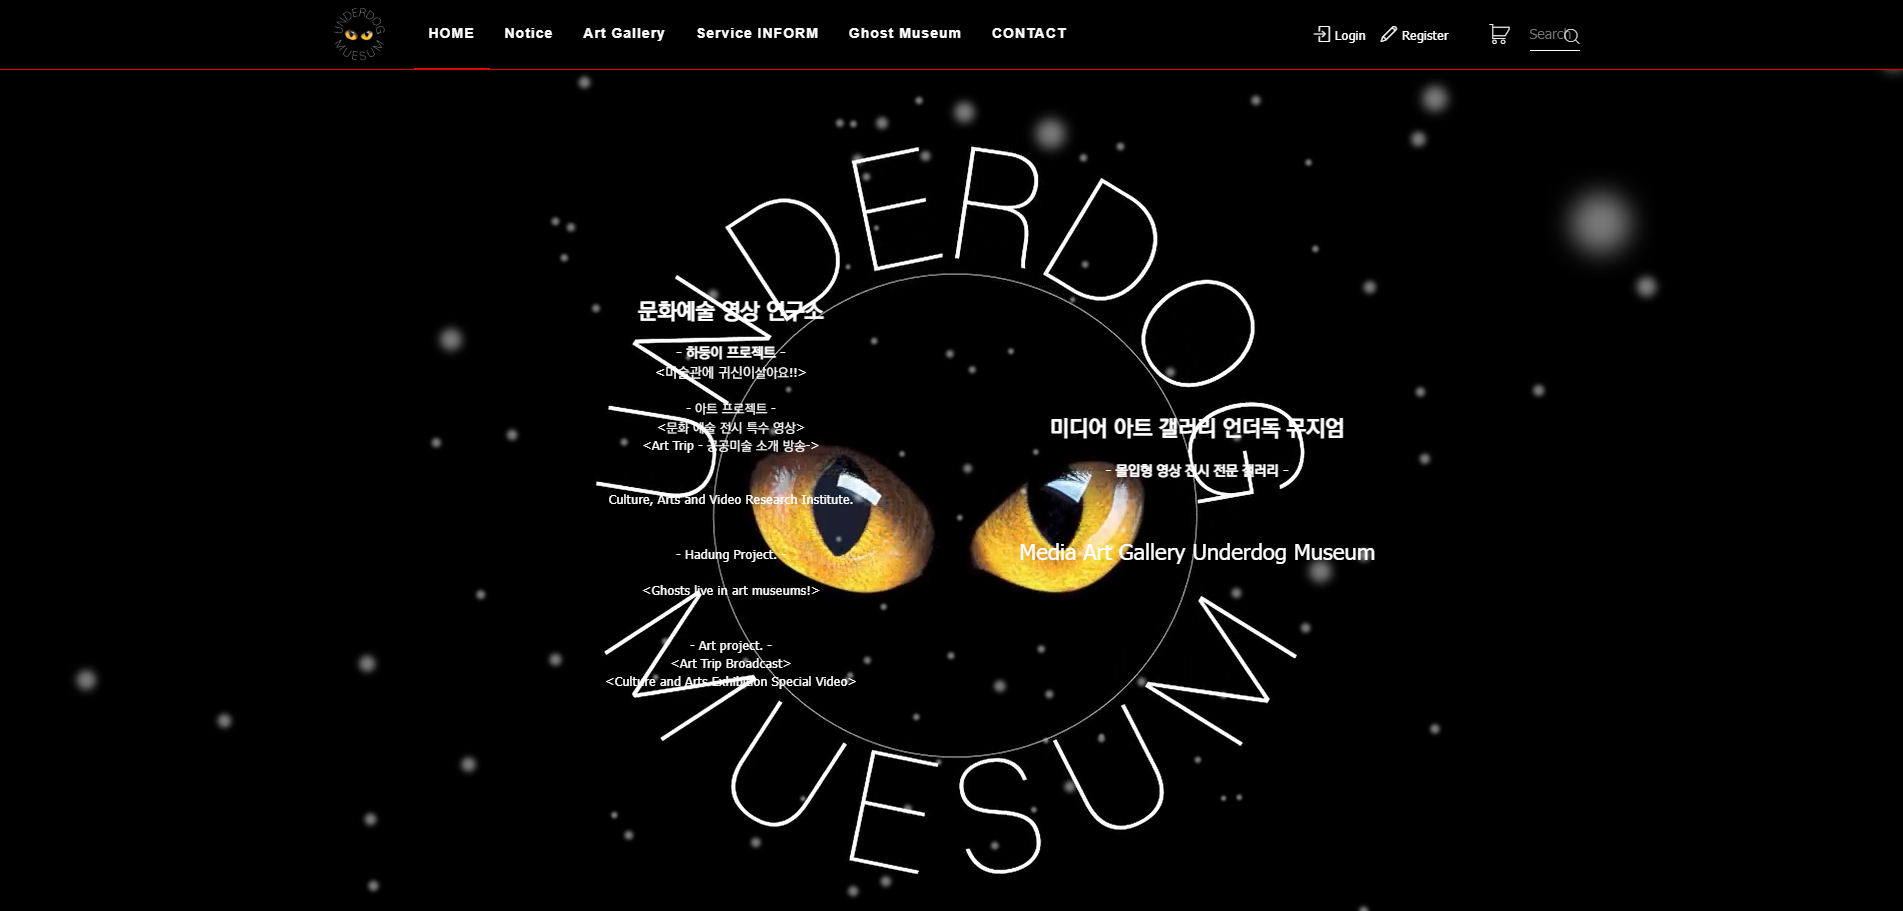 UNDERDOG
MUESUM
HOME
Notice
Art Gallery
Service INFORM
Ghost Museum
CONTACT
Login
Register
Search
UNDERDOG
문화예술 영상 연구소
- 하동이 프로젝트 -
<미술관에 귀신이살아요!!>
- 아트 프로젝트 -
<문화 예술 전시 특수 영상>
<Art Trip - 공공미술 소개 방송->
Culture, Arts and Video Research Institute.
- Hadung Project. -
<Ghosts live in art museums!>
- Art project. -
<Art Trip Broadcast>
<Culture and Arts Exhibition Special Video>
미디어 아트 갤러리 언더독 뮤지엄
- 몰입형 영상 전시 전문 갤러리 -
Media Art Gallery Underdog Museum
MUESUM